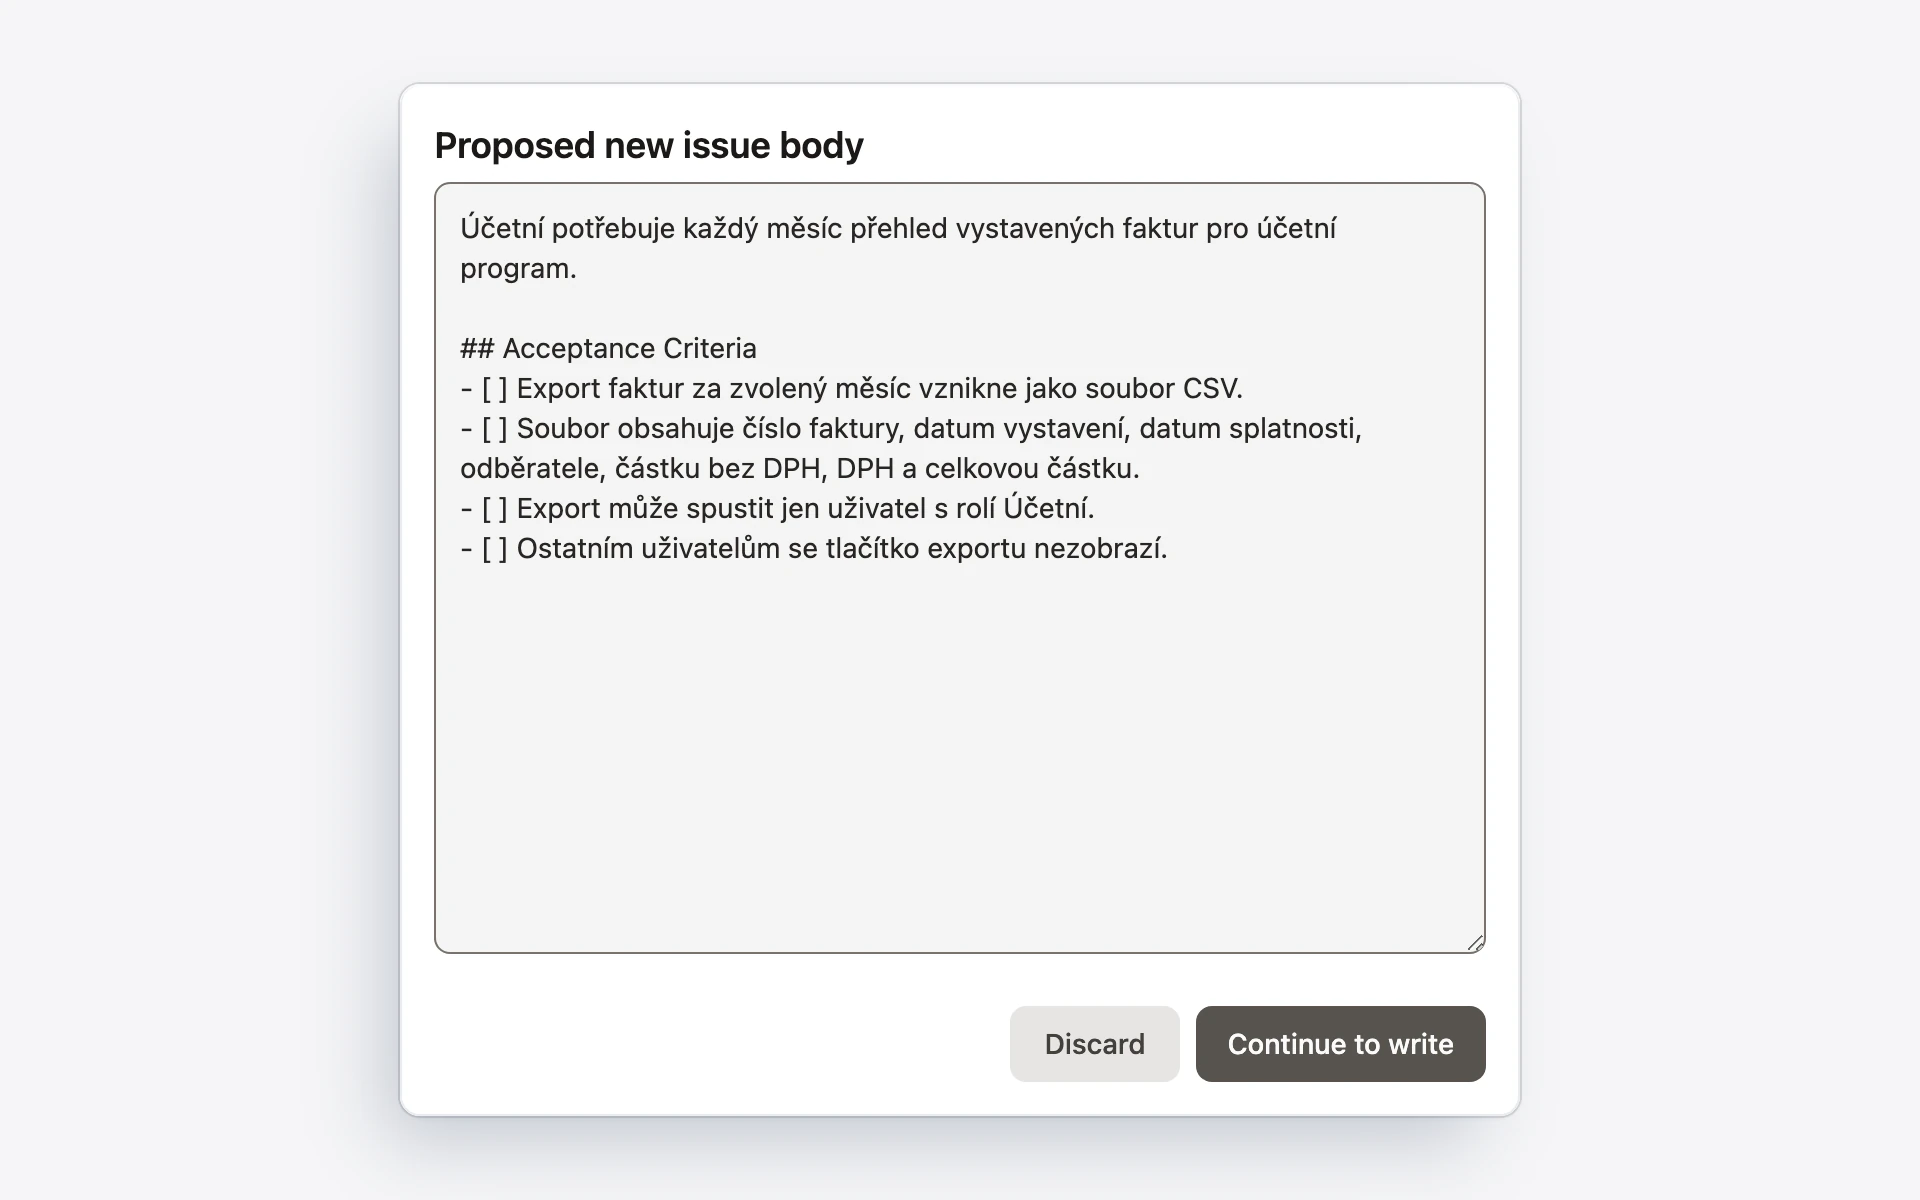 Proposed new issue body
Účetní potřebuje každý měsíc přehled vystavených faktur pro účetní
program.
## Acceptance Criteria
- [ ] Export faktur za zvolený měsíc vznikne jako soubor CSV.
- [ ] Soubor obsahuje číslo faktury, datum vystavení, datum splatnosti,
odběratele, částku bez DPH, DPH a celkovou částku.
- [ ] Export může spustit jen uživatel s rolí Účetní.
- [ ] Ostatním uživatelům se tlačítko exportu nezobrazí.
Discard
Continue to write